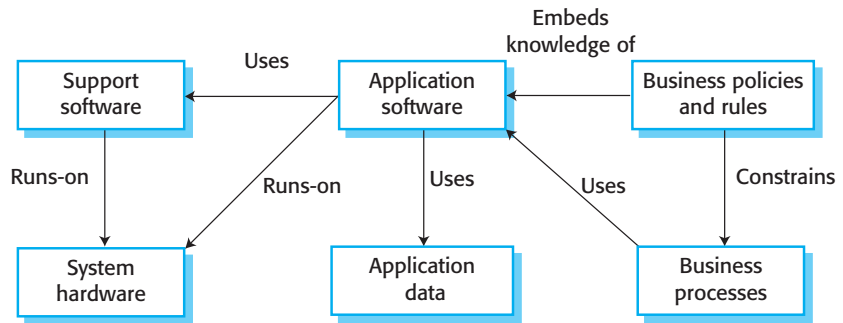 Embeds
knowledge of
Uses
Support
software
Application
software
Business policies
and rules
Runs-on
Runs-on
Uses
Uses
Constrains
System
hardware
Application
data
Business
processes